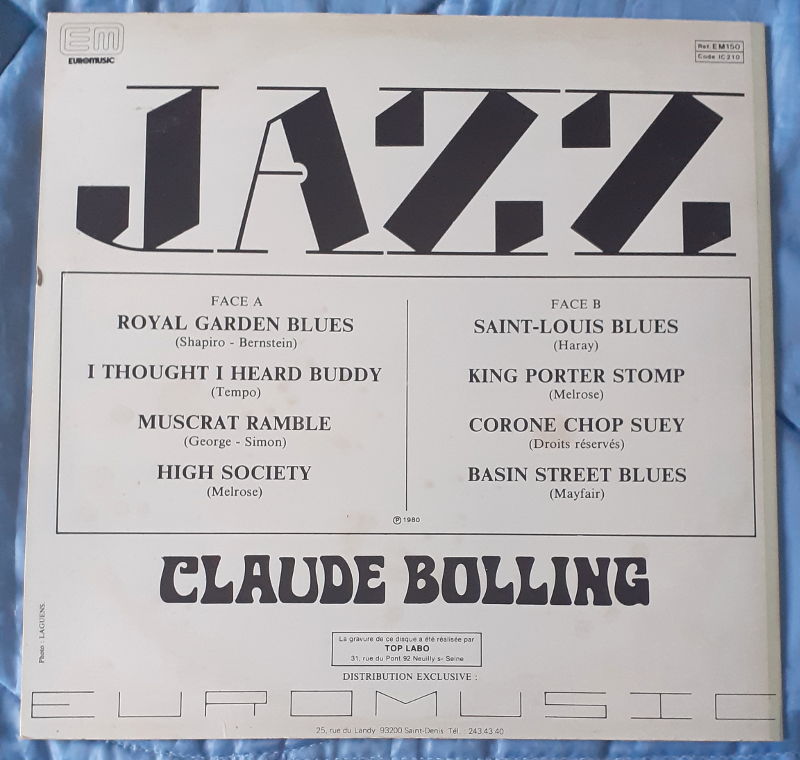 EM
EUROMUSIC
Réf. EM150
Code IC 210
JAZZ
FACE A
ROYAL GARDEN BLUES
(Shapiro - Bernstein)
I THOUGHT I HEARD BUDDY
(Tempo)
MUSCRAT RAMBLE
(George - Simon)
HIGH SOCIETY
(Melrose)
FACE B
SAINT-LOUIS BLUES
(Haray)
KING PORTER STOMP
(Melrose)
CORONE CHOP SUEY
(Droits réservés)
BASIN STREET BLUES
(Mayfair)
℗ 1980
CLAUDE BOLLING
Photo : LAGUENS.
La gravure de ce disque a été réalisée par
TOP LABO
31, rue du Pont 92 Neuilly s- Seine
DISTRIBUTION EXCLUSIVE :
EUROMUSIC
25, rue du Landy 93200 Saint-Denis Tél. : 243.43.40